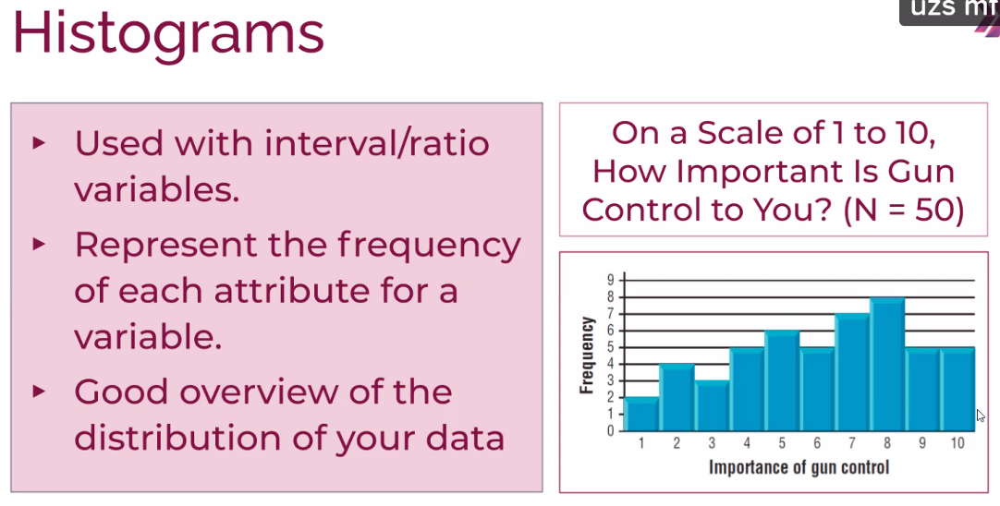 Histograms
uzs mf
▸ Used with interval/ratio
variables.
▸ Represent the frequency
of each attribute for a
variable.
▸ Good overview of the
distribution of your data
On a Scale of 1 to 10,
How Important Is Gun
Control to You? (N = 50)
Frequency
9
8
7
6
5
4
3
2
1
0
1 2 3 4 5 6 7 8 9 10
Importance of gun control